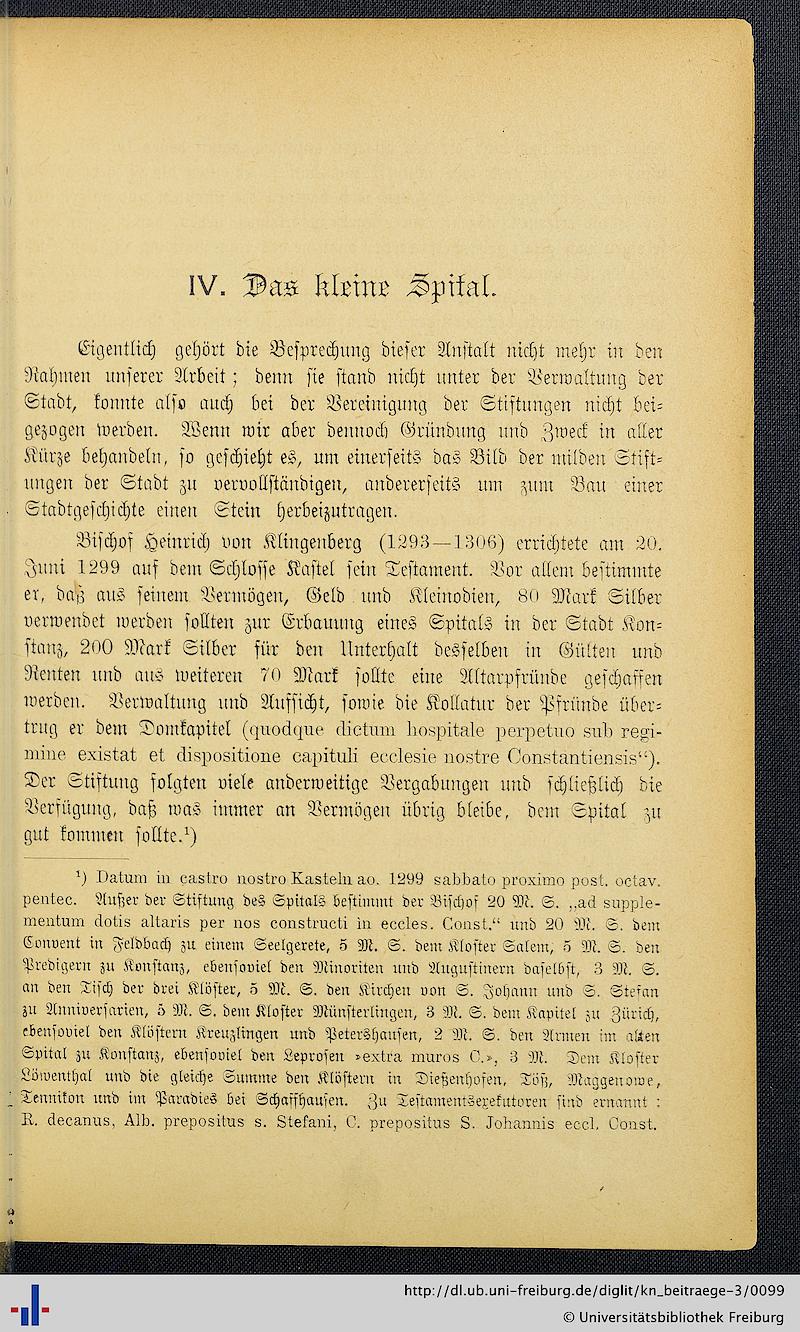 IV. Das kleine Spital.
Eigentlich gehört die Besprechung dieser Anstalt nicht mehr in den
Rahmen unserer Arbeit; denn sie stand nicht unter der Verwaltung der
Stadt, konnte also auch bei der Vereinigung der Stiftungen nicht bei-
gezogen werden. Wenn wir aber dennoch Gründung und Zweck in aller
Kürze behandeln, so geschieht es, um einerseits das Bild der milden Stift-
ungen der Stadt zu vervollständigen, andererseits um zum Bau einer
Stadtgeschichte einen Stein herbeizutragen.
Bischof Heinrich von Klingenberg (1293—1306) errichtete am 20.
Juni 1299 auf dem Schlosse Kastel sein Testament. Vor allem bestimmte
er, daß aus seinem Vermögen, Geld und Kleinodien, 80 Mark Silber
verwendet werden sollten zur Erbauung eines Spitals in der Stadt Kon-
stanz, 200 Mark Silber für den Unterhalt desselben in Gülten und
Renten und aus weiteren 70 Mark sollte eine Altarpfründe geschaffen
werden. Verwaltung und Aufsicht, sowie die Kollatur der Pfründe über-
trug er dem Domkapitel (quodque dictum hospitale perpetuo sub regi-
mine existat et dispositione capituli ecclesie nostre Constantiensis“).
Der Stiftung folgten viele anderweitige Vergabungen und schließlich die
Verfügung, daß was immer an Vermögen übrig bleibe, dem Spital zu
gut kommen sollte.¹)
¹) Datum in castro nostro Kasteln ao. 1299 sabbato proximo post. octav.
pentec. Außer der Stiftung des Spitals bestimmt der Bischof 20 M. S. „ad supple-
mentum dotis altaris per nos constructi in eccles. Const.“ und 20 M. S. dem
Convent in Feldbach zu einem Seelgerete, 5 M. S. dem Kloster Salem, 5 M. S. den
Predigern zu Konstanz, ebensoviel den Minoriten und Augustinern daselbst, 3 M. S.
an den Tisch der drei Klöster, 5 M. S. den Kirchen von S. Johann und S. Stefan
zu Anniversarien, 5 M. S. dem Kloster Münsterlingen, 3 M. S. dem Kapitel zu Zürich,
ebensoviel den Klöstern Kreuzlingen und Petershausen, 2 M. S. den Armen im alten
Spital zu Konstanz, ebensoviel den Leprosen »extra muros C.», 3 M. Dem Kloster
Löwenthal und die gleiche Summe den Klöstern in Dießenhofen, Töß, Maggenowe,
Tennikon und im Paradies bei Schaffhausen. Zu Testamentsexekutoren sind ernannt :
R. decanus, Alb. prepositus s. Stefani, C. prepositus S. Johannis eccl. Const.
http://dl.ub.uni-freiburg.de/diglit/kn_beitraege-3/0099
© Universitätsbibliothek Freiburg